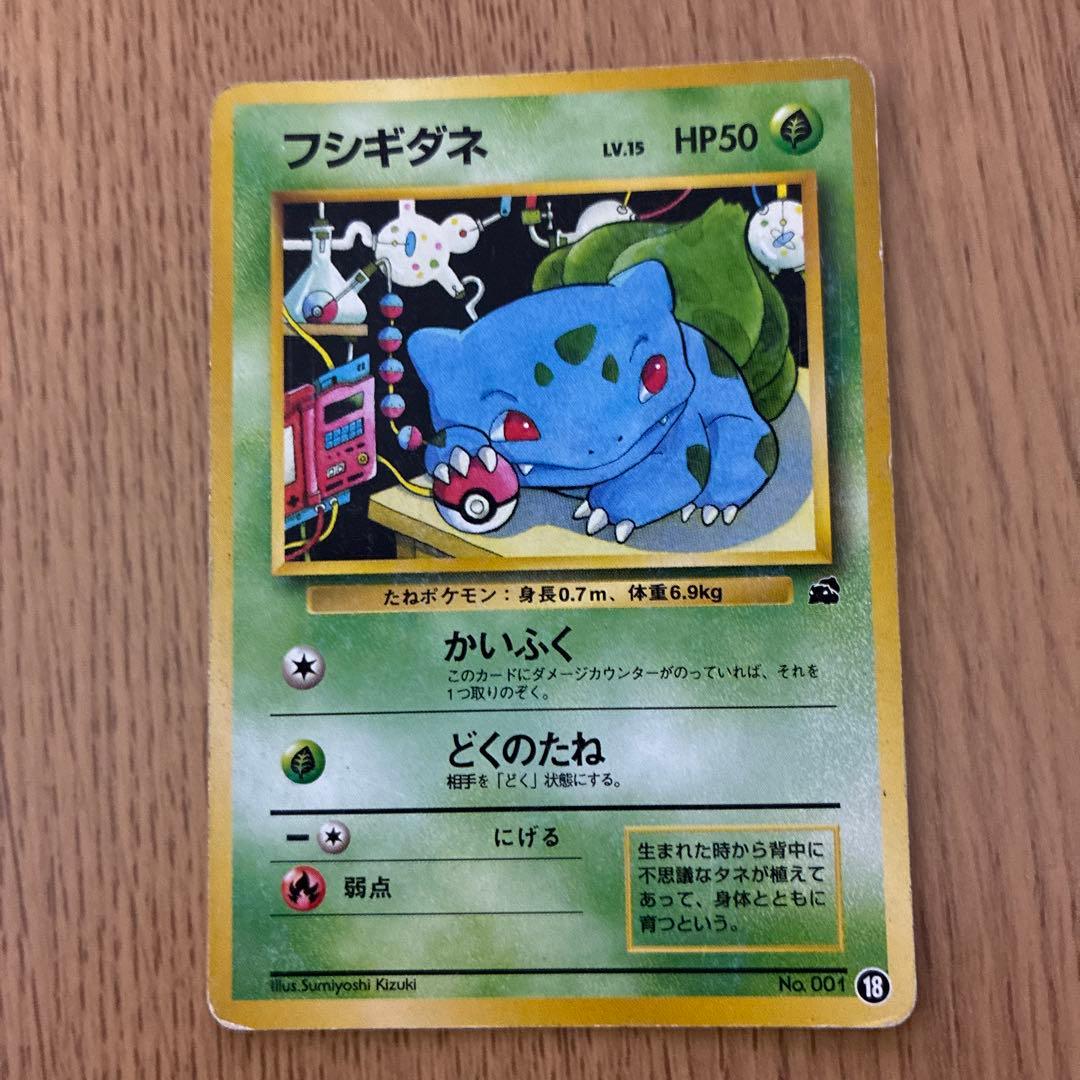 フシギダネ LV.15 HP50
たねポケモン：身長0.7m、体重6.9kg
かいふく
このカードにダメージカウンターがのっていれば、それを
1つ取りのぞく。
どくのたね
相手を「どく」状態にする。
ー にげる
弱点
生まれた時から背中に
不思議なタネが植えて
あって、身体とともに
育つという。
Illus.Sumiyoshi Kizuki No. 001 18